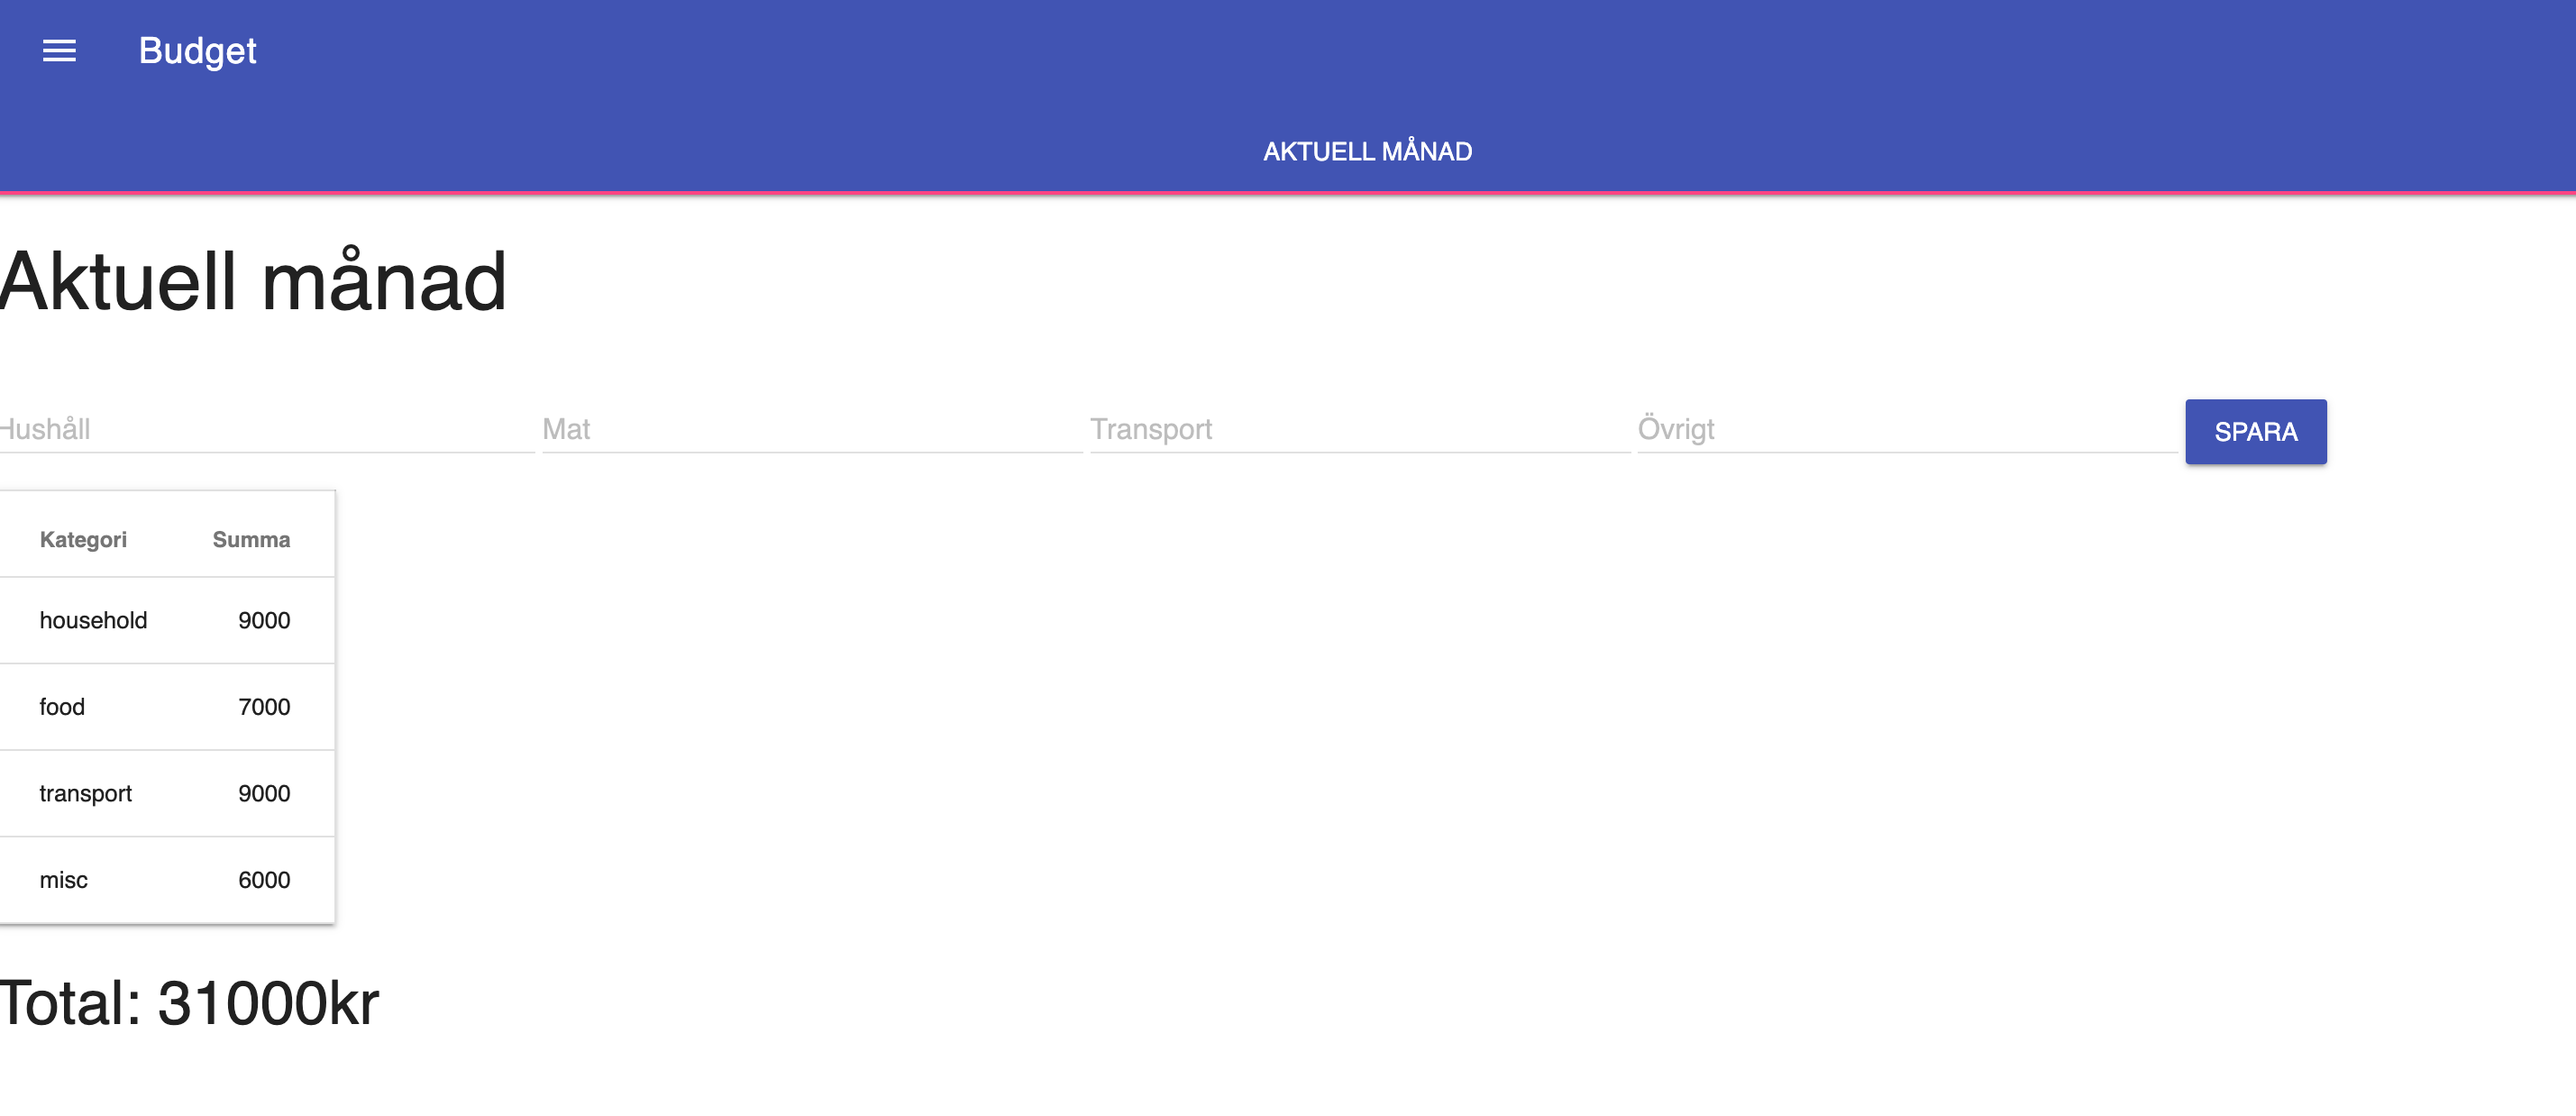 Budget
AKTUELL MÅNAD
Aktuell månad
Hushåll Mat Transport Övrigt SPARA
Kategori Summa
household 9000
food 7000
transport 9000
misc 6000
Total: 31000kr